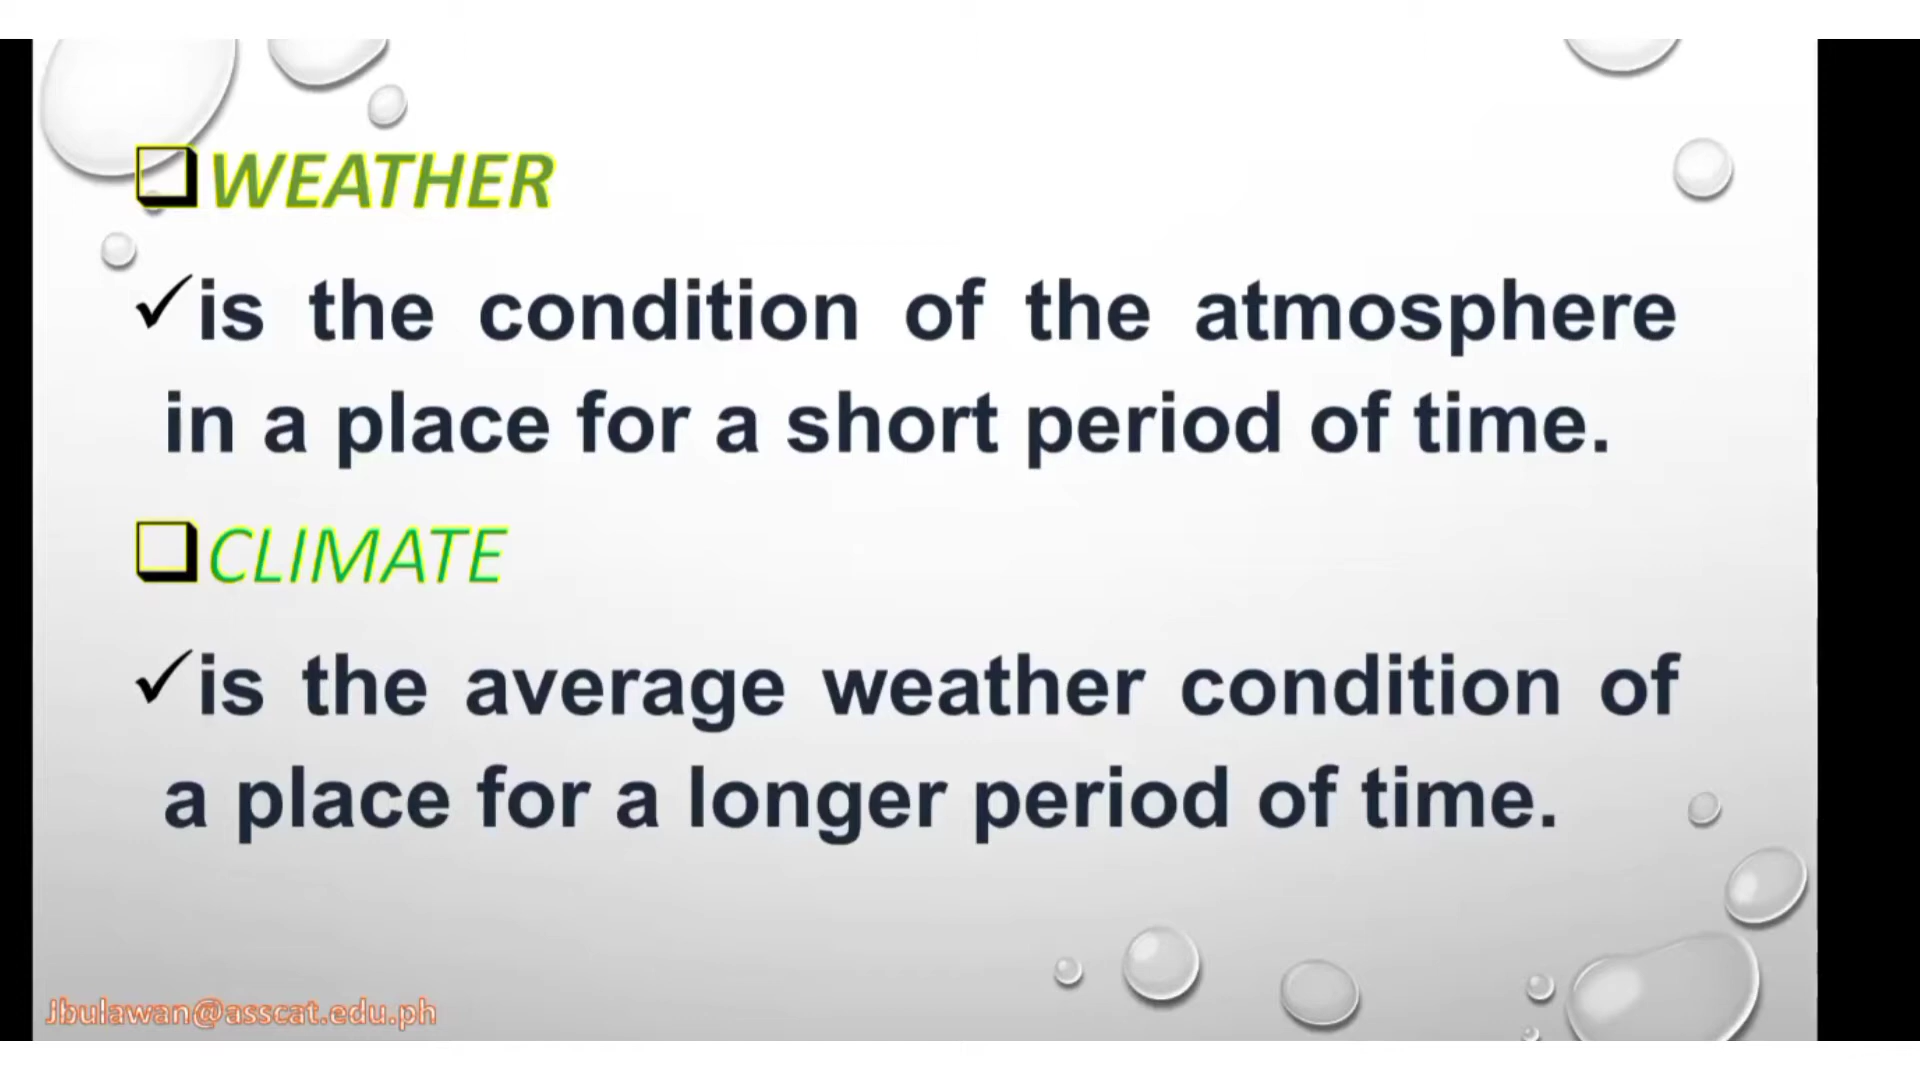 WEATHER
is the condition of the atmosphere
in a place for a short period of time.
CLIMATE
is the average weather condition of
a place for a longer period of time.
Jbulawan@asscat.edu.ph